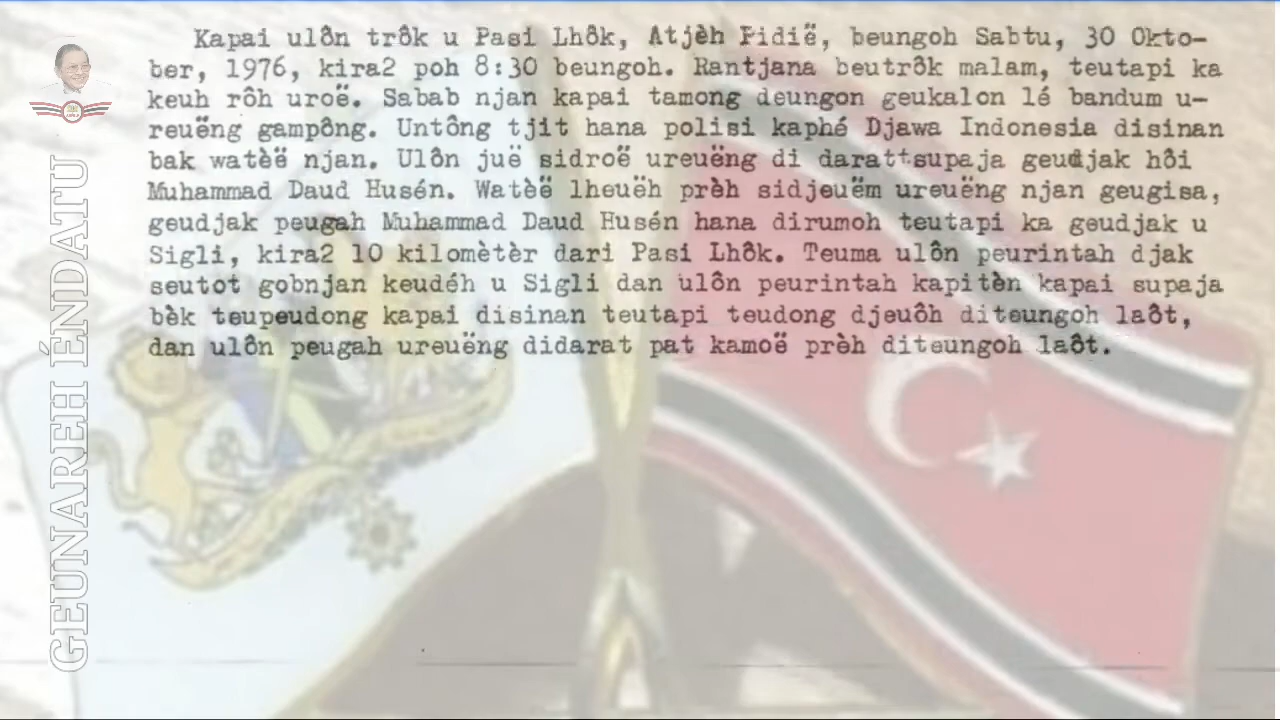 Kapai ulôn trôk u Pasi Lhôk, Atjèh Pidië, beungoh Sabtu, 30 Okto-
ber, 1976, kira2 poh 8:30 beungoh. Rantjana beutrôk malam, teutapi ka
keuh rôh uroë. Sabab njan kapai tamong deungon geukalon lé bandum u-
reuëng gampông. Untông tjit hana polisi kaphé Djawa Indonesia disinan
bak watèë njan. Ulôn juë sidroë ureuëng di darat supaja geudjak hôi
Muhammad Daud Husén. Watèë lheuëh prèh sidjeuëm ureuëng njan geugisa,
geudjak peugah Muhammad Daud Husén hana dirumoh teutapi ka geudjak u
Sigli, kira2 10 kilomètèr dari Pasi Lhôk. Teuma ulôn peurintah djak
seutot gobnjan keudéh u Sigli dan ulôn peurintah kapitèn kapai supaja
bèk teupeudong kapai disinan teutapi teudong djeuôh diteungoh laôt,
dan ulôn peugah ureuëng didarat pat kamoë prèh diteungoh laôt.
GEUNAREH ÉNDATU